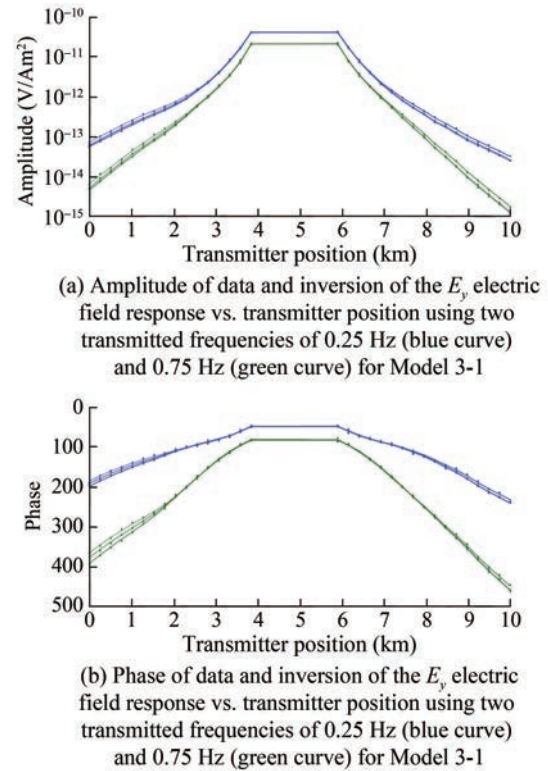 10⁻¹⁰
10⁻¹¹
10⁻¹²
10⁻¹³
10⁻¹⁴
10⁻¹⁵
Amplitude (V/Am²)
0 1 2 3 4 5 6 7 8 9 10
Transmitter position (km)
(a) Amplitude of data and inversion of the E_y electric
field response vs. transmitter position using two
transmitted frequencies of 0.25 Hz (blue curve)
and 0.75 Hz (green curve) for Model 3-1
0
100
200
300
400
500
Phase
0 1 2 3 4 5 6 7 8 9 10
Transmitter position (km)
(b) Phase of data and inversion of the E_y electric
field response vs. transmitter position using two
transmitted frequencies of 0.25 Hz (blue curve)
and 0.75 Hz (green curve) for Model 3-1